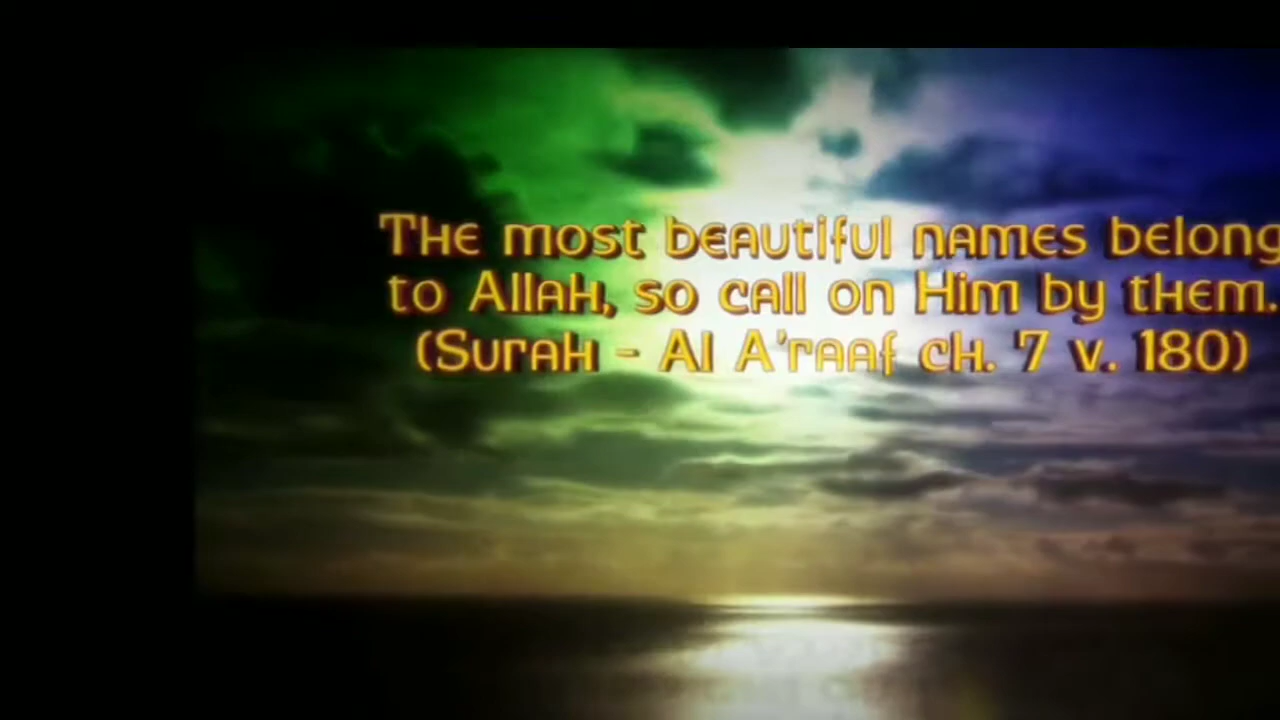 The most beautiful names belong
to Allah, so call on Him by them.
(Surah - Al A'raaf ch. 7 v. 180)